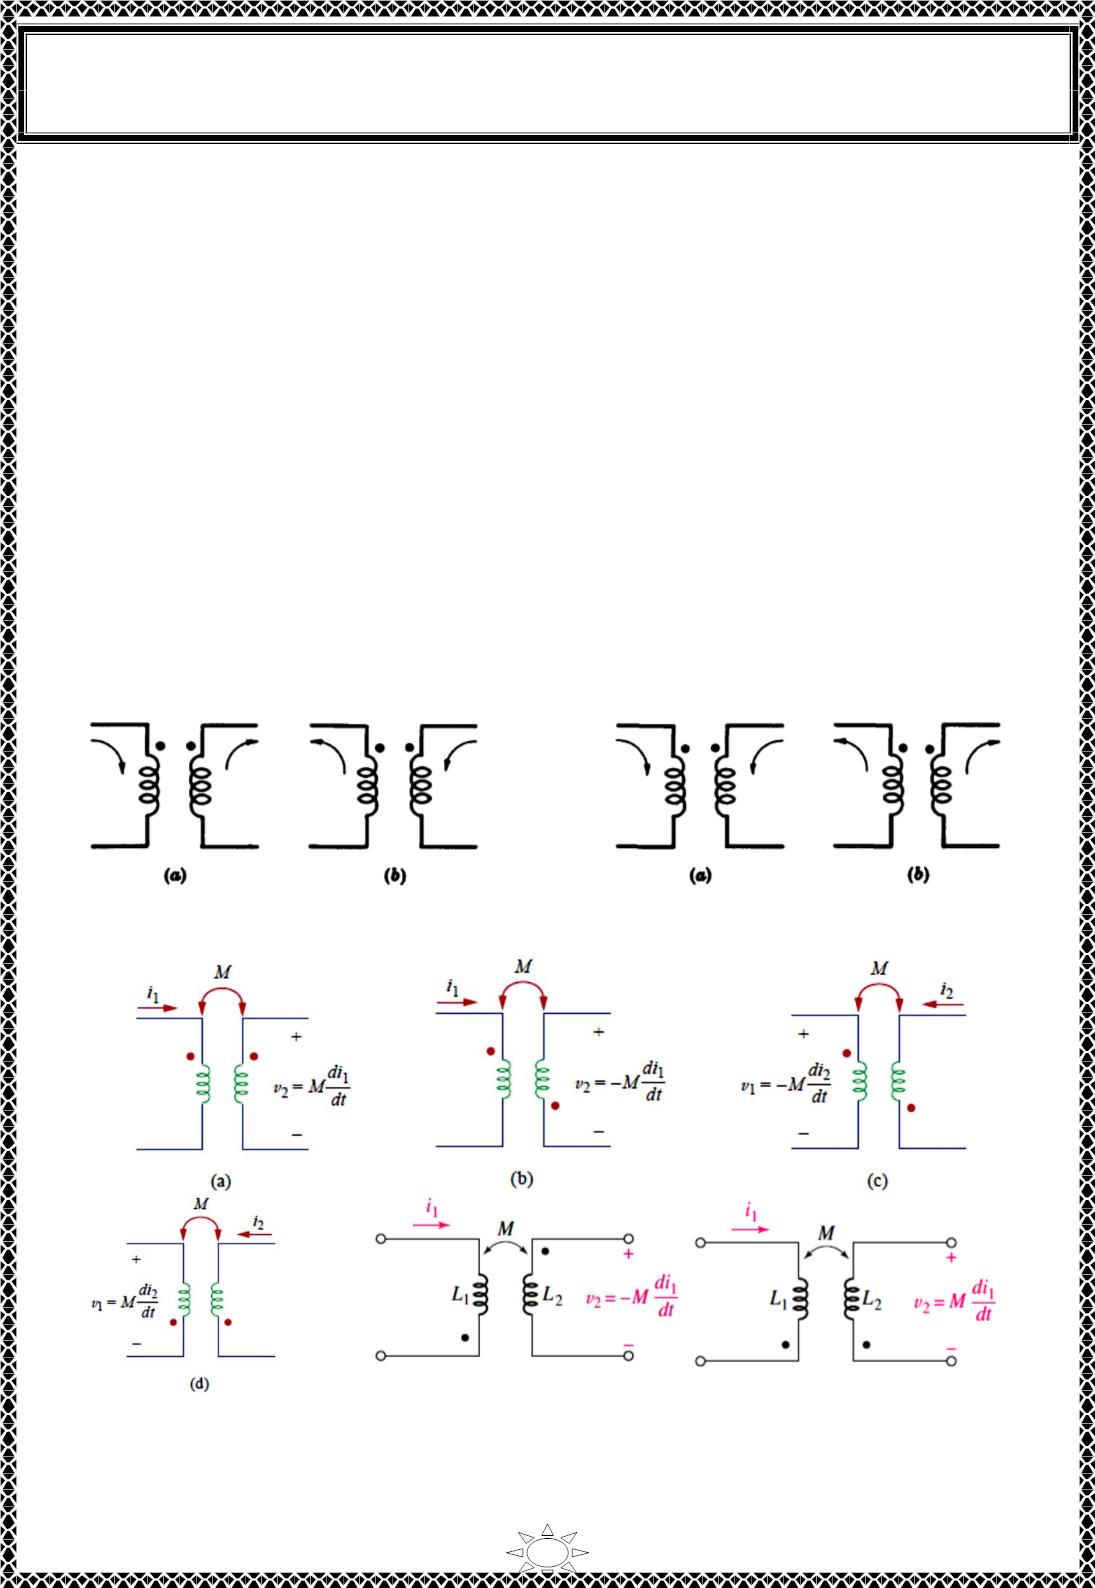 (a) (b) (a) (b)
M M M
i₁ i₁ i₂
+ + +
v₂ = M di₁/dt v₂ = −M di₁/dt v₁ = −M di₂/dt
− − −
(a) (b) (c)
M i₂ i₁ M i₁ M
+ + +
v₁ = M di₂/dt L₁ L₂ v₂ = −M di₁/dt L₁ L₂ v₂ = M di₁/dt
− − −
(d)